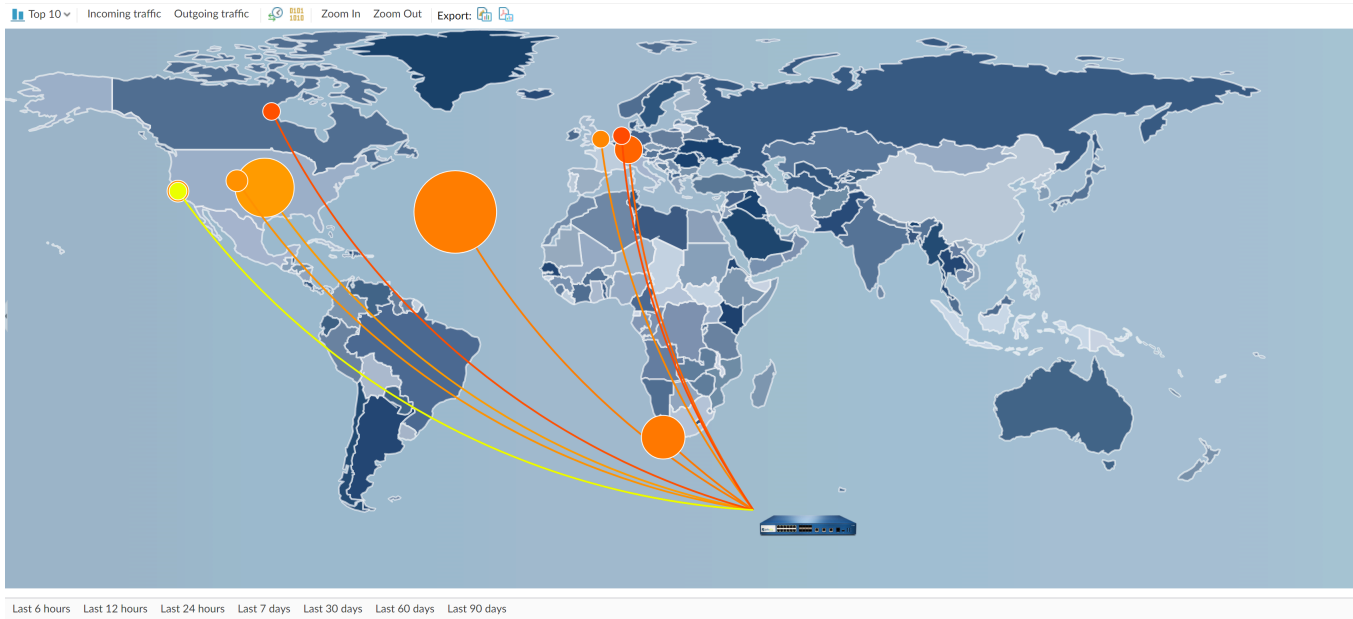 Top 10 Incoming traffic Outgoing traffic 0101 1010 Zoom In Zoom Out Export:
Last 6 hours Last 12 hours Last 24 hours Last 7 days Last 30 days Last 60 days Last 90 days